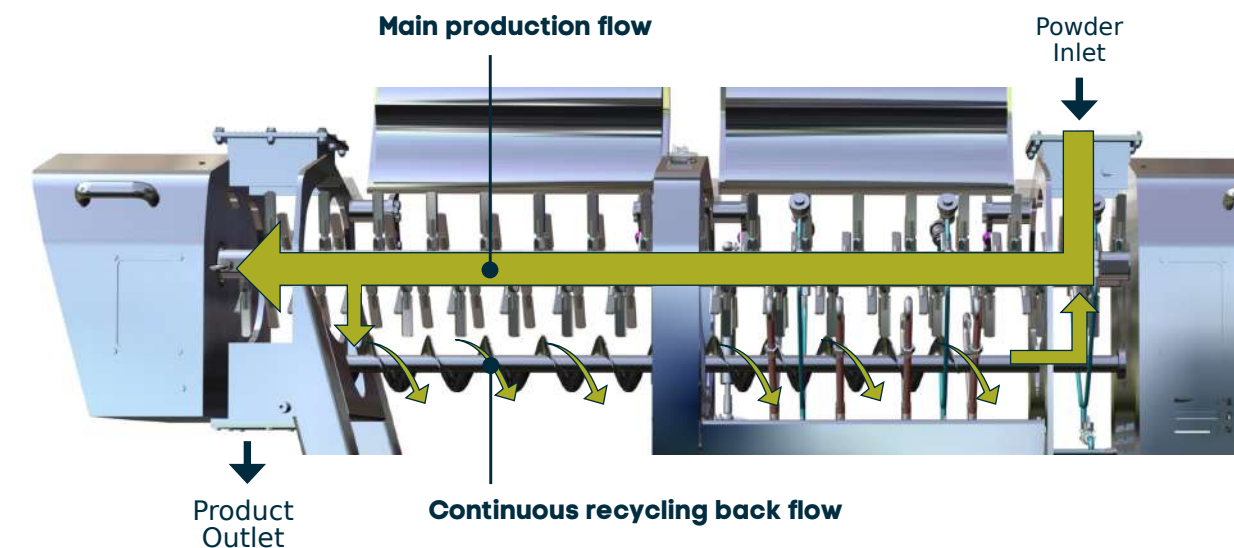 Main production flow
Powder
Inlet
Product
Outlet
Continuous recycling back flow